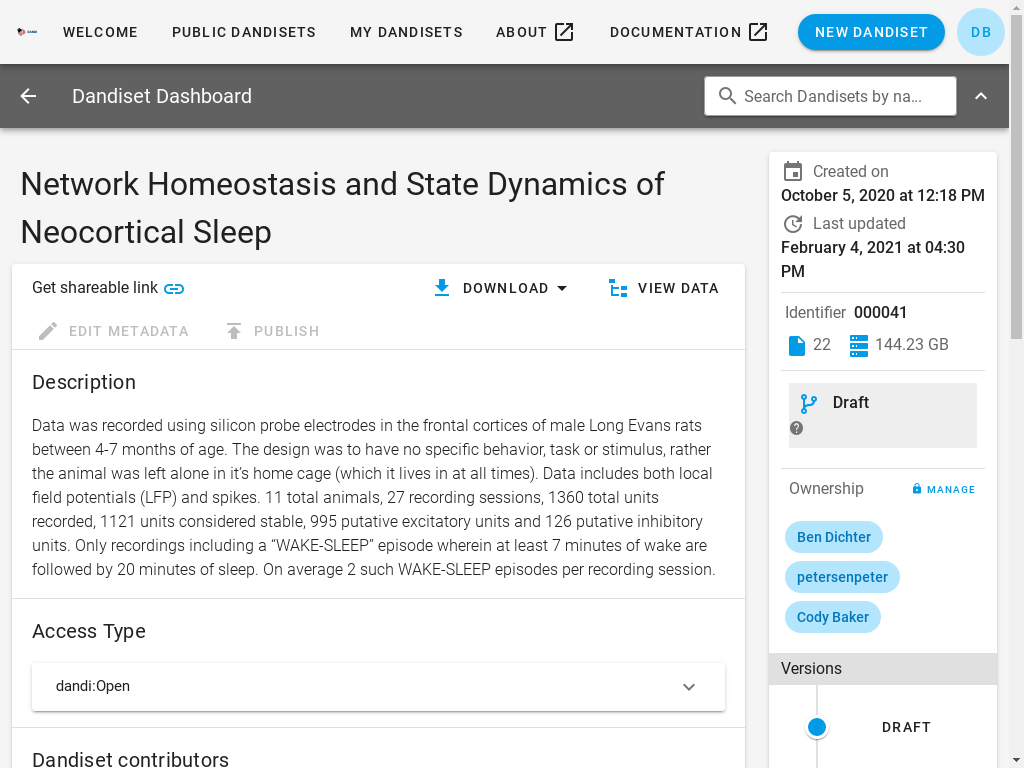 WELCOME
PUBLIC DANDISETS
MY DANDISETS
ABOUT
DOCUMENTATION
NEW DANDISET
DB
Dandiset Dashboard
Search Dandisets by na...
Network Homeostasis and State Dynamics of
Neocortical Sleep
Get shareable link
DOWNLOAD
VIEW DATA
EDIT METADATA
PUBLISH
Description
Data was recorded using silicon probe electrodes in the frontal cortices of male Long Evans rats
between 4-7 months of age. The design was to have no specific behavior, task or stimulus, rather
the animal was left alone in it’s home cage (which it lives in at all times). Data includes both local
field potentials (LFP) and spikes. 11 total animals, 27 recording sessions, 1360 total units
recorded, 1121 units considered stable, 995 putative excitatory units and 126 putative inhibitory
units. Only recordings including a “WAKE-SLEEP” episode wherein at least 7 minutes of wake are
followed by 20 minutes of sleep. On average 2 such WAKE-SLEEP episodes per recording session.
Access Type
dandi:Open
Dandiset contributors
Created on
October 5, 2020 at 12:18 PM
Last updated
February 4, 2021 at 04:30
PM
Identifier 000041
22
144.23 GB
Draft
Ownership
MANAGE
Ben Dichter
petersenpeter
Cody Baker
Versions
DRAFT